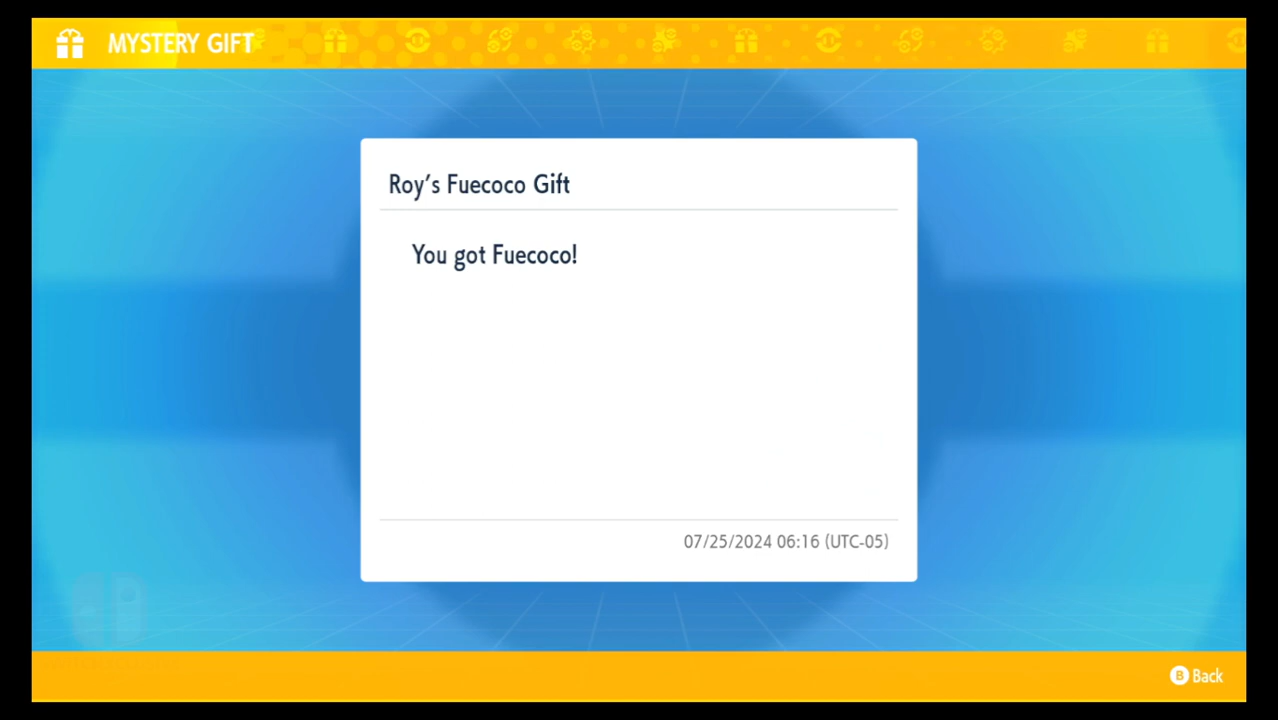 MYSTERY GIFT
Roy's Fuecoco Gift
You got Fuecoco!
07/25/2024 06:16 (UTC-05)
B Back